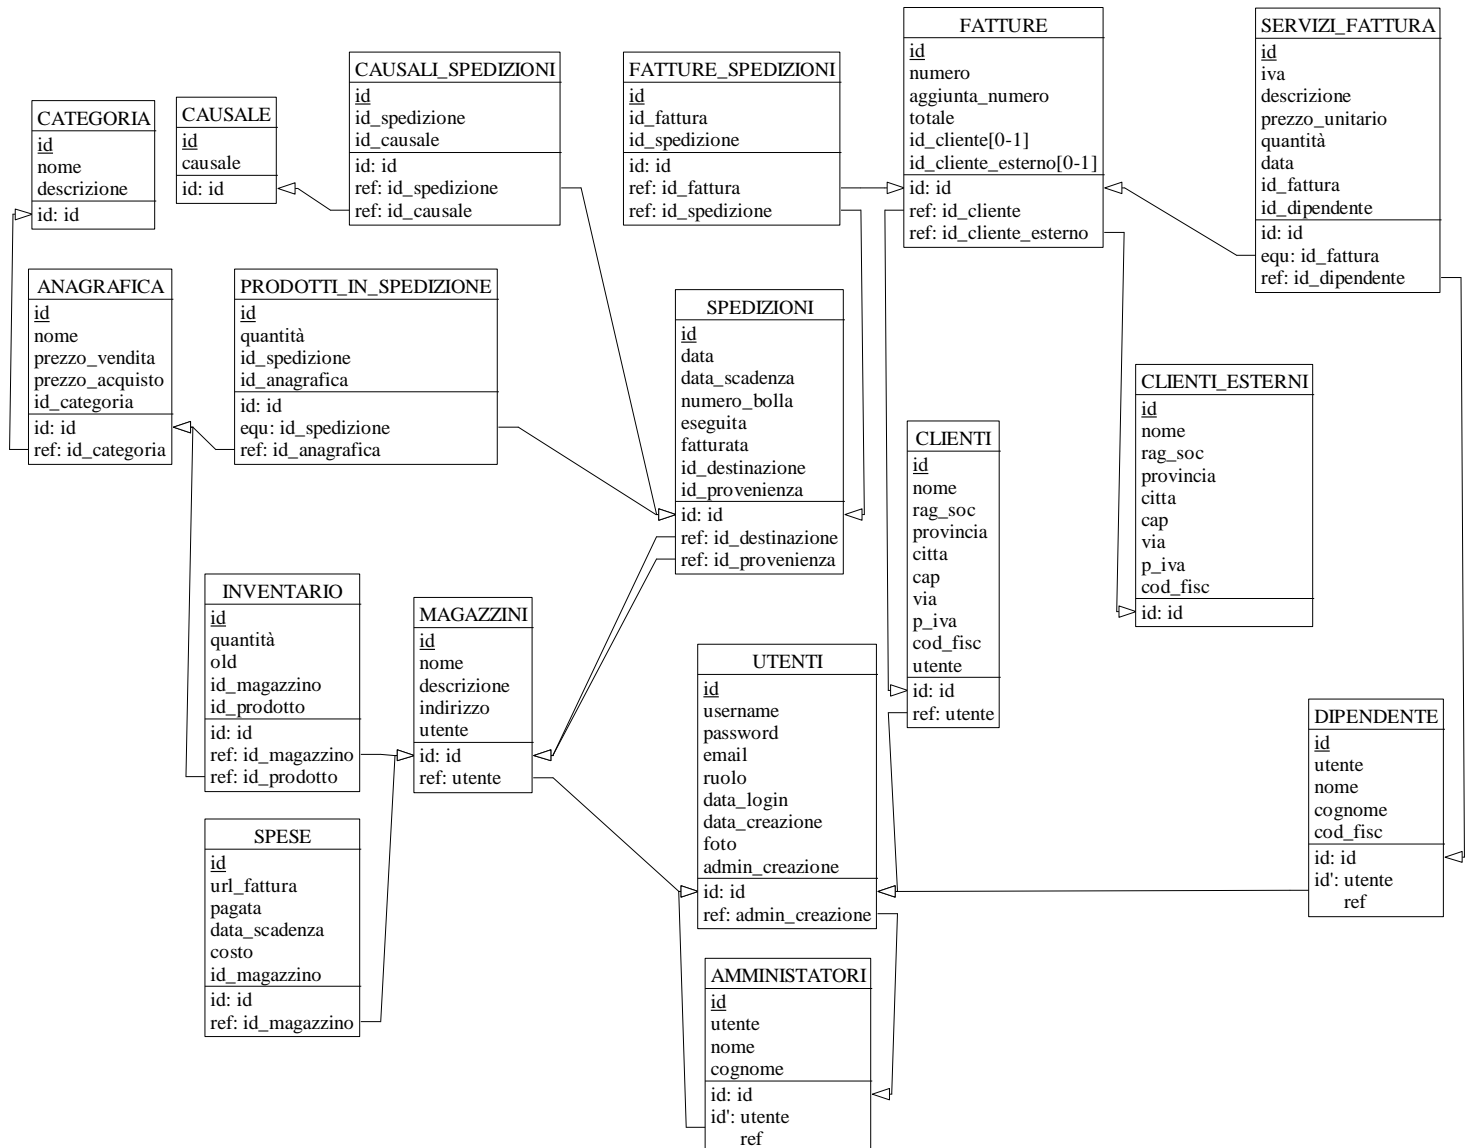 CATEGORIA
id
nome
descrizione
id: id
CAUSALE
id
causale
id: id
CAUSALI_SPEDIZIONI
id
id_spedizione
id_causale
id: id
ref: id_spedizione
ref: id_causale
FATTURE_SPEDIZIONI
id
id_fattura
id_spedizione
id: id
ref: id_fattura
ref: id_spedizione
FATTURE
id
numero
aggiunta_numero
totale
id_cliente[0-1]
id_cliente_esterno[0-1]
id: id
ref: id_cliente
ref: id_cliente_esterno
SERVIZI_FATTURA
id
iva
descrizione
prezzo_unitario
quantità
data
id_fattura
id_dipendente
id: id
equ: id_fattura
ref: id_dipendente
ANAGRAFICA
id
nome
prezzo_vendita
prezzo_acquisto
id_categoria
id: id
ref: id_categoria
PRODOTTI_IN_SPEDIZIONE
id
quantità
id_spedizione
id_anagrafica
id: id
equ: id_spedizione
ref: id_anagrafica
SPEDIZIONI
id
data
data_scadenza
numero_bolla
eseguita
fatturata
id_destinazione
id_provenienza
id: id
ref: id_destinazione
ref: id_provenienza
CLIENTI
id
nome
rag_soc
provincia
citta
cap
via
p_iva
cod_fisc
utente
id: id
ref: utente
CLIENTI_ESTERNI
id
nome
rag_soc
provincia
citta
cap
via
p_iva
cod_fisc
id: id
INVENTARIO
id
quantità
old
id_magazzino
id_prodotto
id: id
ref: id_magazzino
ref: id_prodotto
MAGAZZINI
id
nome
descrizione
indirizzo
utente
id: id
ref: utente
UTENTI
id
username
password
email
ruolo
data_login
data_creazione
foto
admin_creazione
id: id
ref: admin_creazione
DIPENDENTE
id
utente
nome
cognome
cod_fisc
id: id
id': utente
ref
SPESE
id
url_fattura
pagata
data_scadenza
costo
id_magazzino
id: id
ref: id_magazzino
AMMINISTATORI
id
utente
nome
cognome
id: id
id': utente
ref